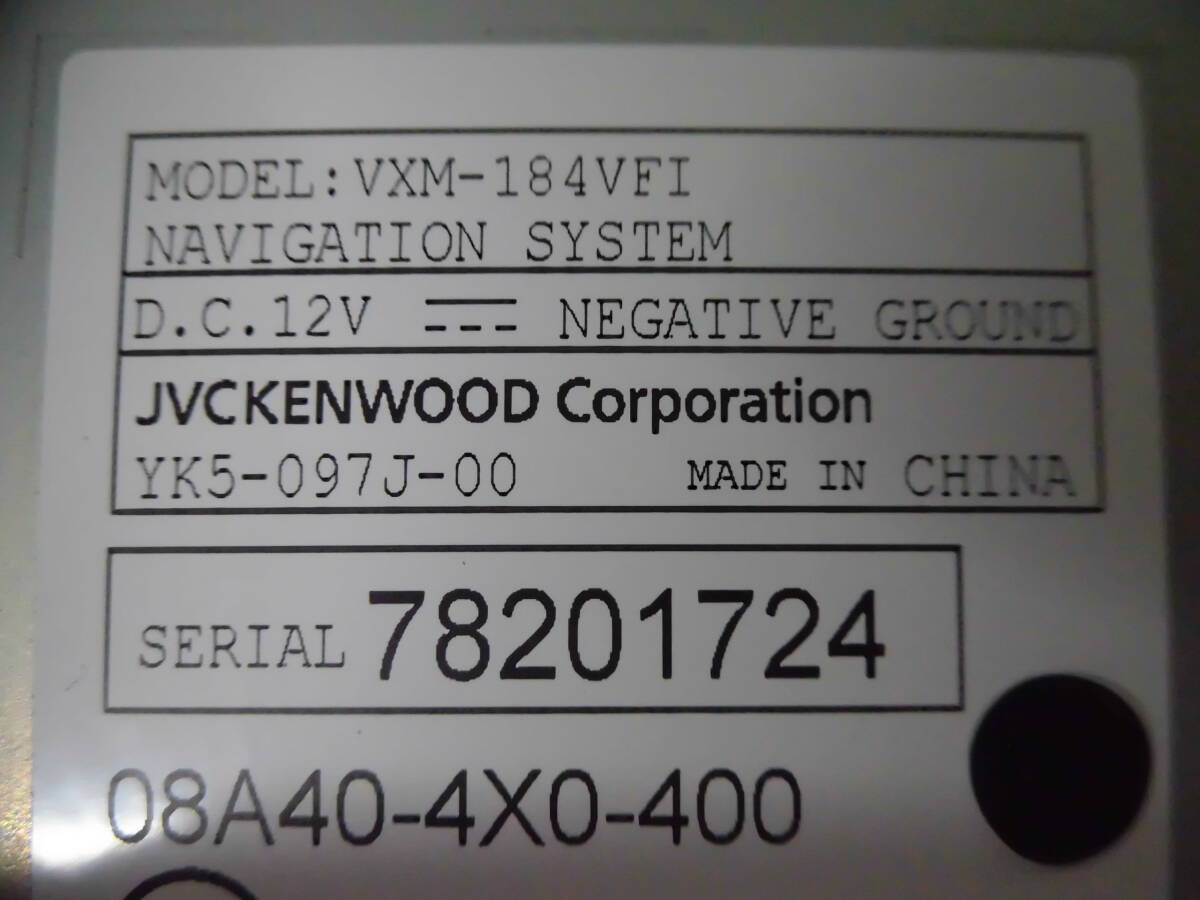 MODEL:VXM-184VFI
NAVIGATION SYSTEM
D.C.12V ⎓ NEGATIVE GROUND
JVCKENWOOD Corporation
YK5-097J-00 MADE IN CHINA
SERIAL 78201724
08A40-4X0-400